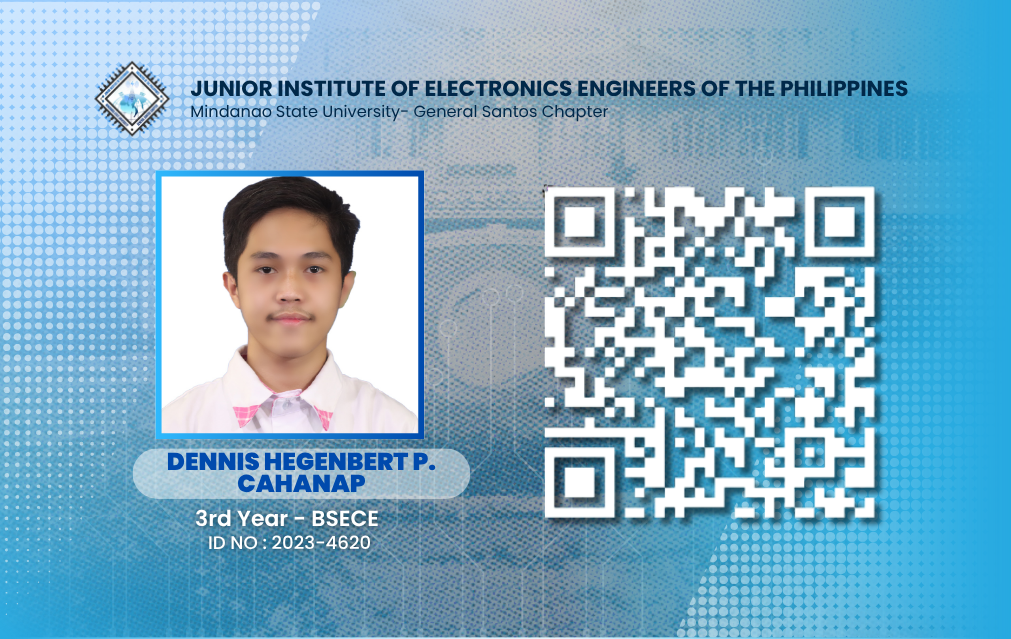 JUNIOR INSTITUTE OF ELECTRONICS ENGINEERS OF THE PHILIPPINES
Mindanao State University- General Santos Chapter
DENNIS HEGENBERT P.
CAHANAP
3rd Year - BSECE
ID NO : 2023-4620